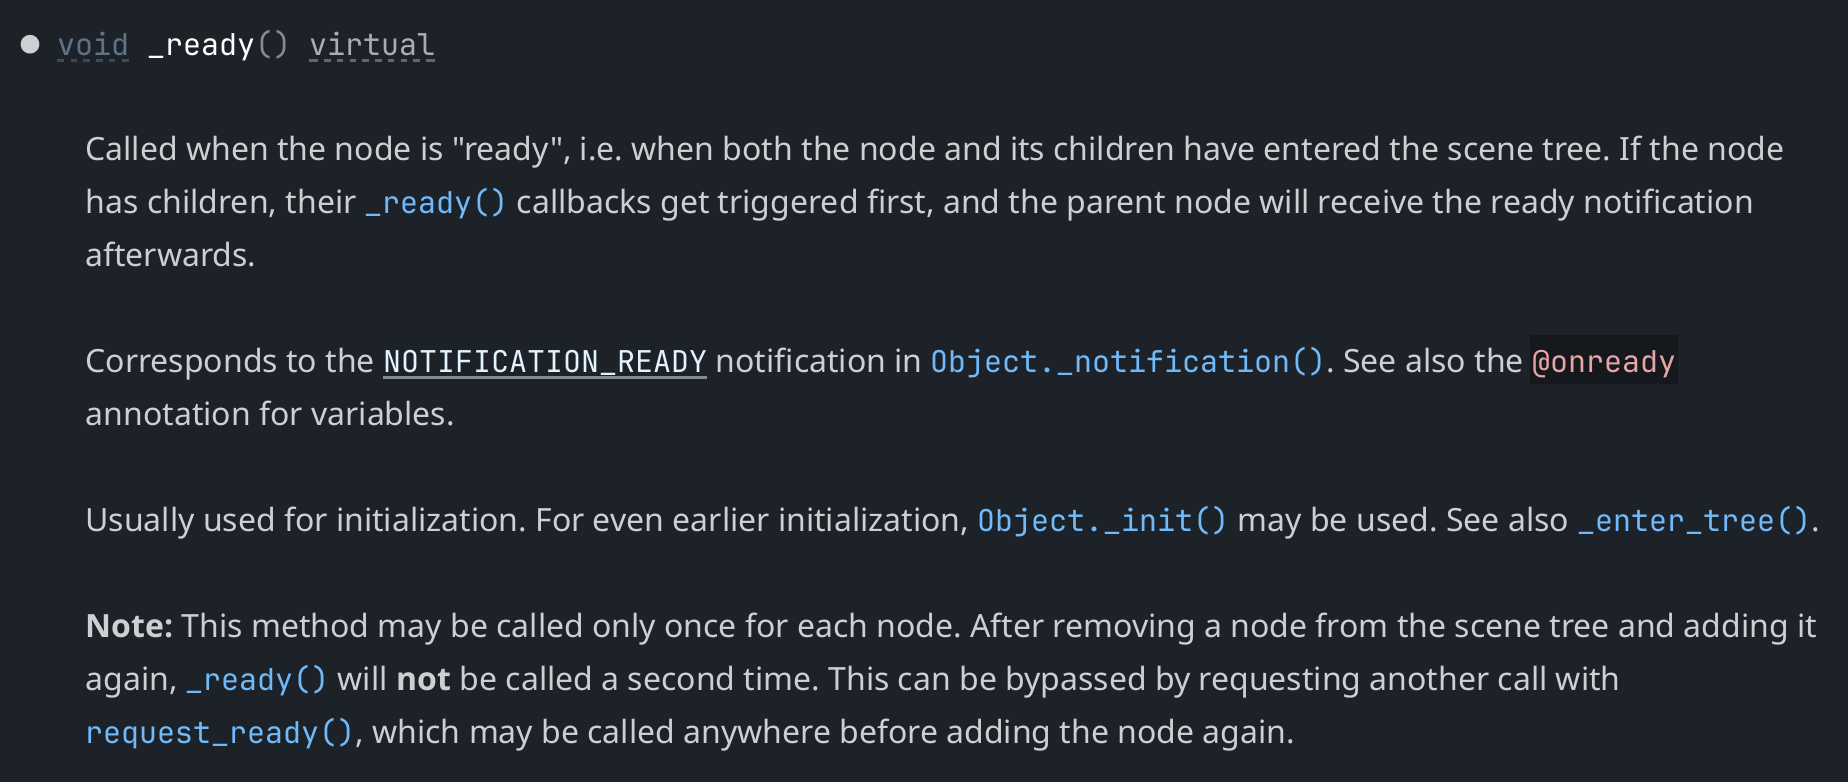 ● void _ready() virtual
Called when the node is "ready", i.e. when both the node and its children have entered the scene tree. If the node
has children, their _ready() callbacks get triggered first, and the parent node will receive the ready notification
afterwards.
Corresponds to the NOTIFICATION_READY notification in Object._notification(). See also the @onready
annotation for variables.
Usually used for initialization. For even earlier initialization, Object._init() may be used. See also _enter_tree().
Note: This method may be called only once for each node. After removing a node from the scene tree and adding it
again, _ready() will not be called a second time. This can be bypassed by requesting another call with
request_ready(), which may be called anywhere before adding the node again.